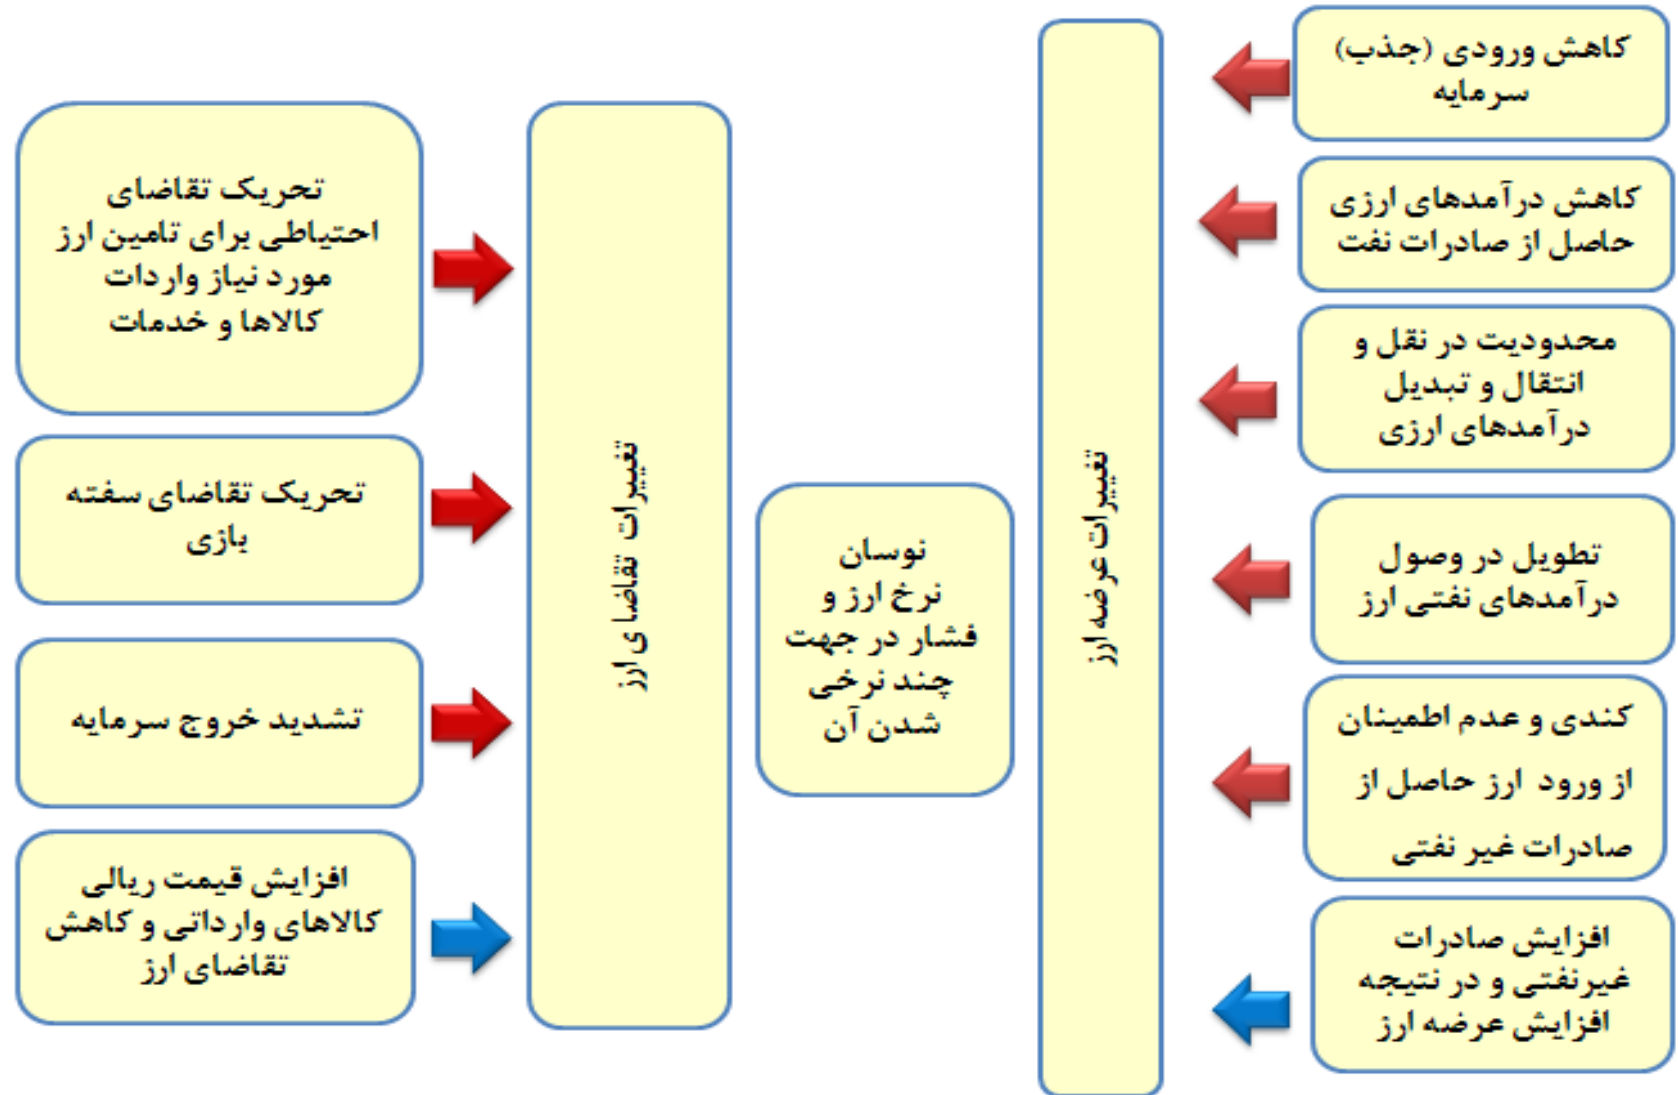 کاهش ورودی (جذب)
سرمایه
کاهش درآمدهای ارزی
حاصل از صادرات نفت
محدودیت در نقل و
انتقال و تبدیل
درآمدهای ارزی
تطویل در وصول
درآمدهای نفتی ارز
کندی و عدم اطمینان
از ورود ارز حاصل از
صادرات غیر نفتی
افزایش صادرات
غیرنفتی و در نتیجه
افزایش عرضه ارز
تغییرات عرضه ارز
نوسان
نرخ ارز و
فشار در جهت
چند نرخی
شدن آن
تغییرات تقاضای ارز
تحریک تقاضای
احتیاطی برای تامین ارز
مورد نیاز واردات
کالاها و خدمات
تحریک تقاضای سفته
بازی
تشدید خروج سرمایه
افزایش قیمت ریالی
کالاهای وارداتی و کاهش
تقاضای ارز